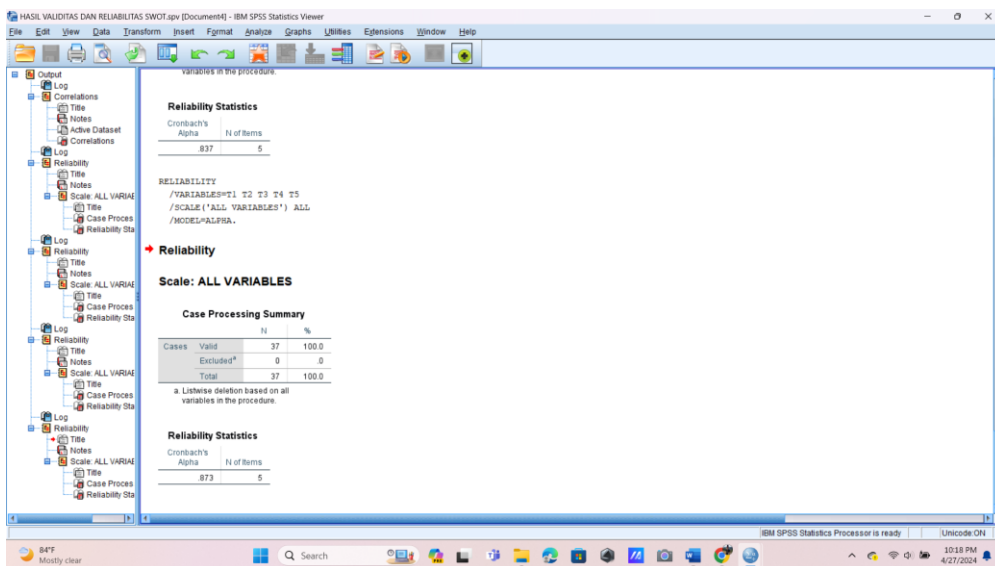 HASIL VALIDITAS DAN RELIABILITAS SWOT.spv [Document4] - IBM SPSS Statistics Viewer
File Edit View Data Transform Insert Format Analyze Graphs Utilities Extensions Window Help
Output
Log
Correlations
Title
Notes
Active Dataset
Correlations
Log
Reliability
Title
Notes
Scale: ALL VARIAE
Title
Case Proces
Reliability Sta
Log
Reliability
Title
Notes
Scale: ALL VARIAE
Title
Case Proces
Reliability Sta
Log
Reliability
Title
Notes
Scale: ALL VARIAE
Title
Case Proces
Reliability Sta
Log
Reliability
Title
Notes
Scale: ALL VARIAE
Title
Case Proces
Reliability Sta
variables in the procedure.
Reliability Statistics
Cronbach's
Alpha N of Items
.837 5
RELIABILITY
/VARIABLES=T1 T2 T3 T4 T5
/SCALE('ALL VARIABLES') ALL
/MODEL=ALPHA.
Reliability
Scale: ALL VARIABLES
Case Processing Summary
N %
Cases Valid 37 100.0
Excludedª 0 .0
Total 37 100.0
a. Listwise deletion based on all
variables in the procedure.
Reliability Statistics
Cronbach's
Alpha N of Items
.873 5
IBM SPSS Statistics Processor is ready Unicode:ON
84°F
Mostly clear
Search
10:18 PM
4/27/2024